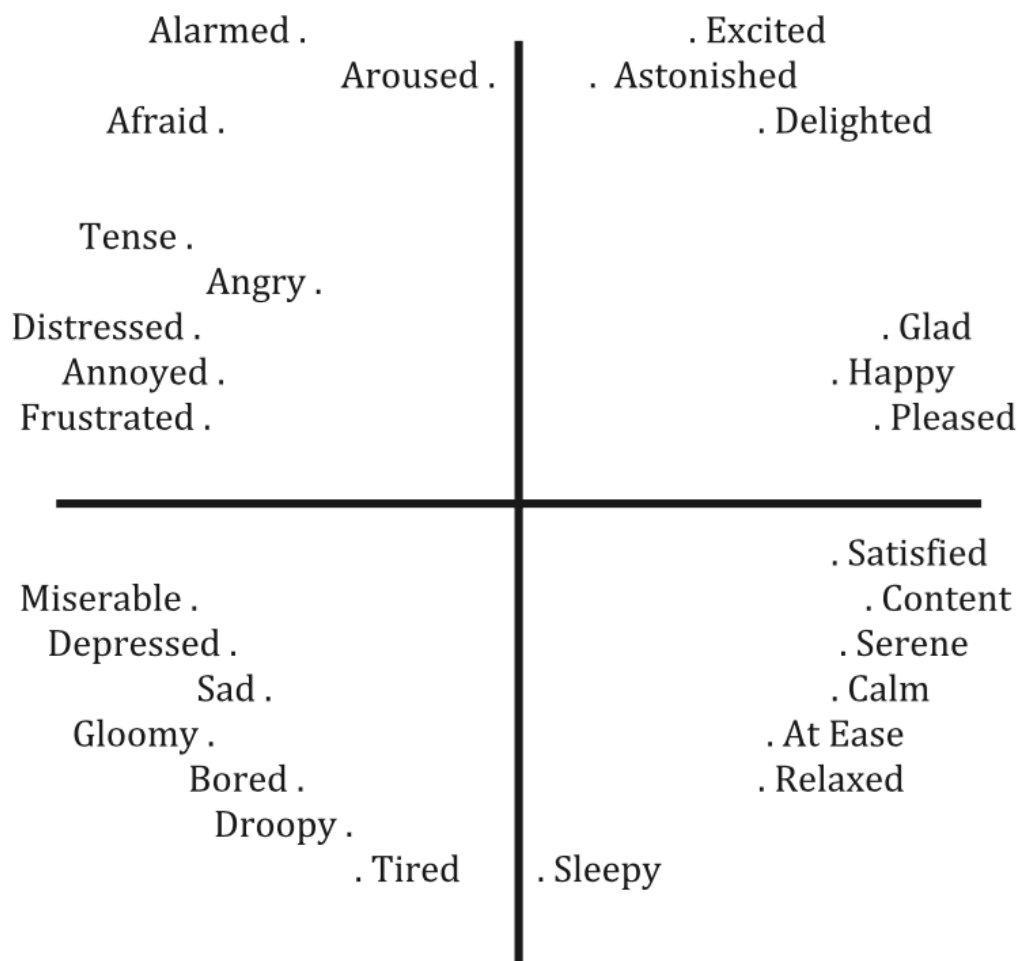 Alarmed . . Excited
Aroused . . Astonished
Afraid . . Delighted
Tense .
Angry .
Distressed . . Glad
Annoyed . . Happy
Frustrated . . Pleased
. Satisfied
Miserable . . Content
Depressed . . Serene
Sad . . Calm
Gloomy . . At Ease
Bored . . Relaxed
Droopy .
. Tired . Sleepy